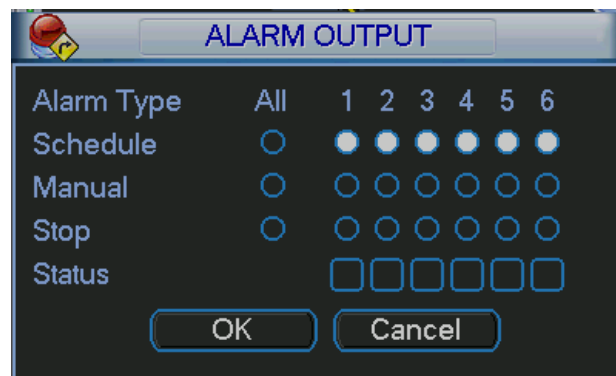 ALARM OUTPUT
Alarm Type All 1 2 3 4 5 6
Schedule
Manual
Stop
Status
OK Cancel